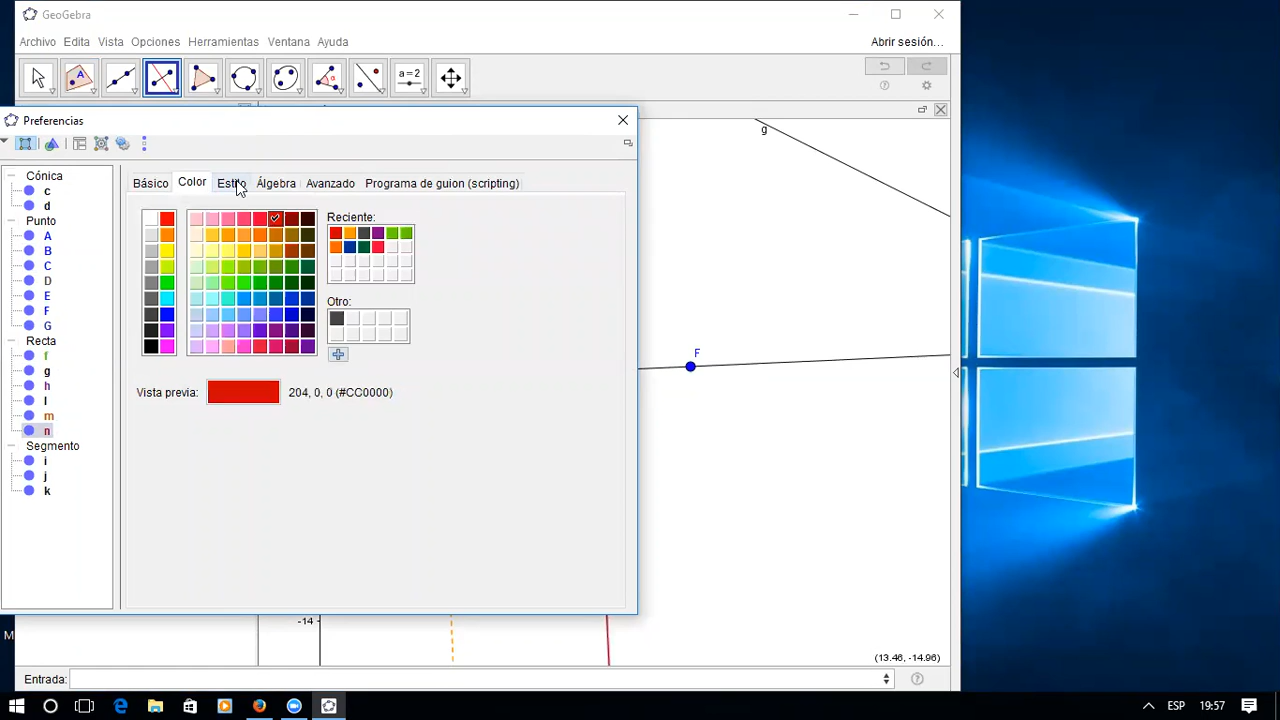 GeoGebra
Archivo Edita Vista Opciones Herramientas Ventana Ayuda
Abrir sesión…
A
α
a=2
Preferencias
Básico Color Estilo Álgebra Avanzado Programa de guion (scripting)
Cónica
c
d
Punto
A
B
C
D
E
F
G
Recta
f
g
h
l
m
n
Segmento
i
j
k
Reciente:
Otro:
Vista previa: 204, 0, 0 (#CC0000)
g
F
-14
(13.46, -14.96)
M
Entrada:
ESP 19:57